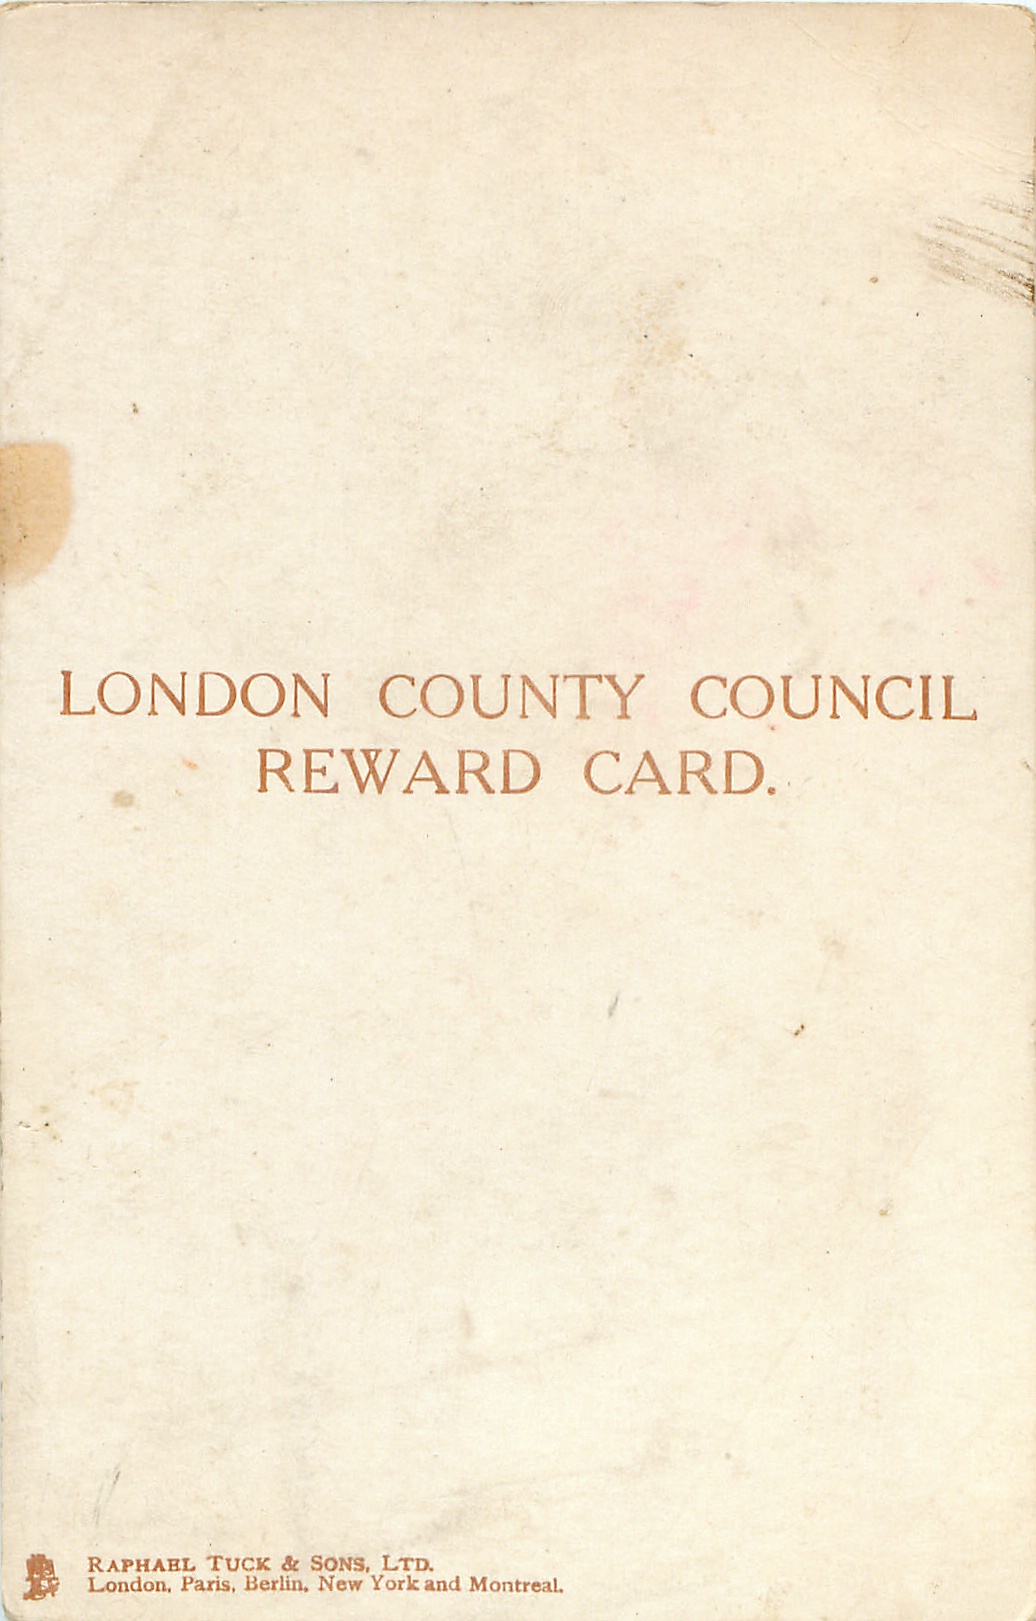 LONDON COUNTY COUNCIL
REWARD CARD.
RAPHAEL TUCK & SONS, LTD.
London, Paris, Berlin, New York and Montreal.